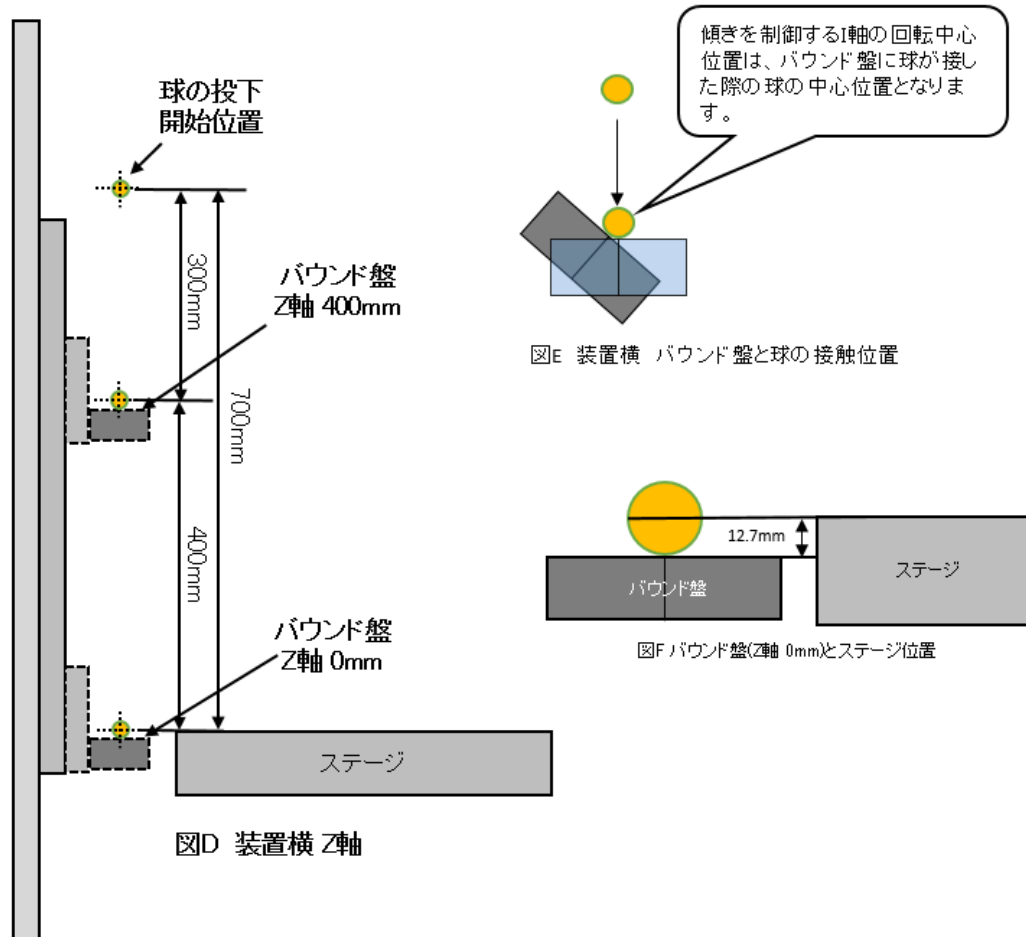 球の投下
開始位置
300mm
700mm
バウンド盤
Z軸 400mm
400mm
バウンド盤
Z軸 0mm
ステージ
図D 装置横 Z軸
傾きを制御するI軸の回転中心
位置は、バウンド盤に球が接し
た際の球の中心位置となりま
す。
図E 装置横 バウンド盤と球の接触位置
12.7mm
バウンド盤
ステージ
図F バウンド盤(Z軸 0mm)とステージ位置